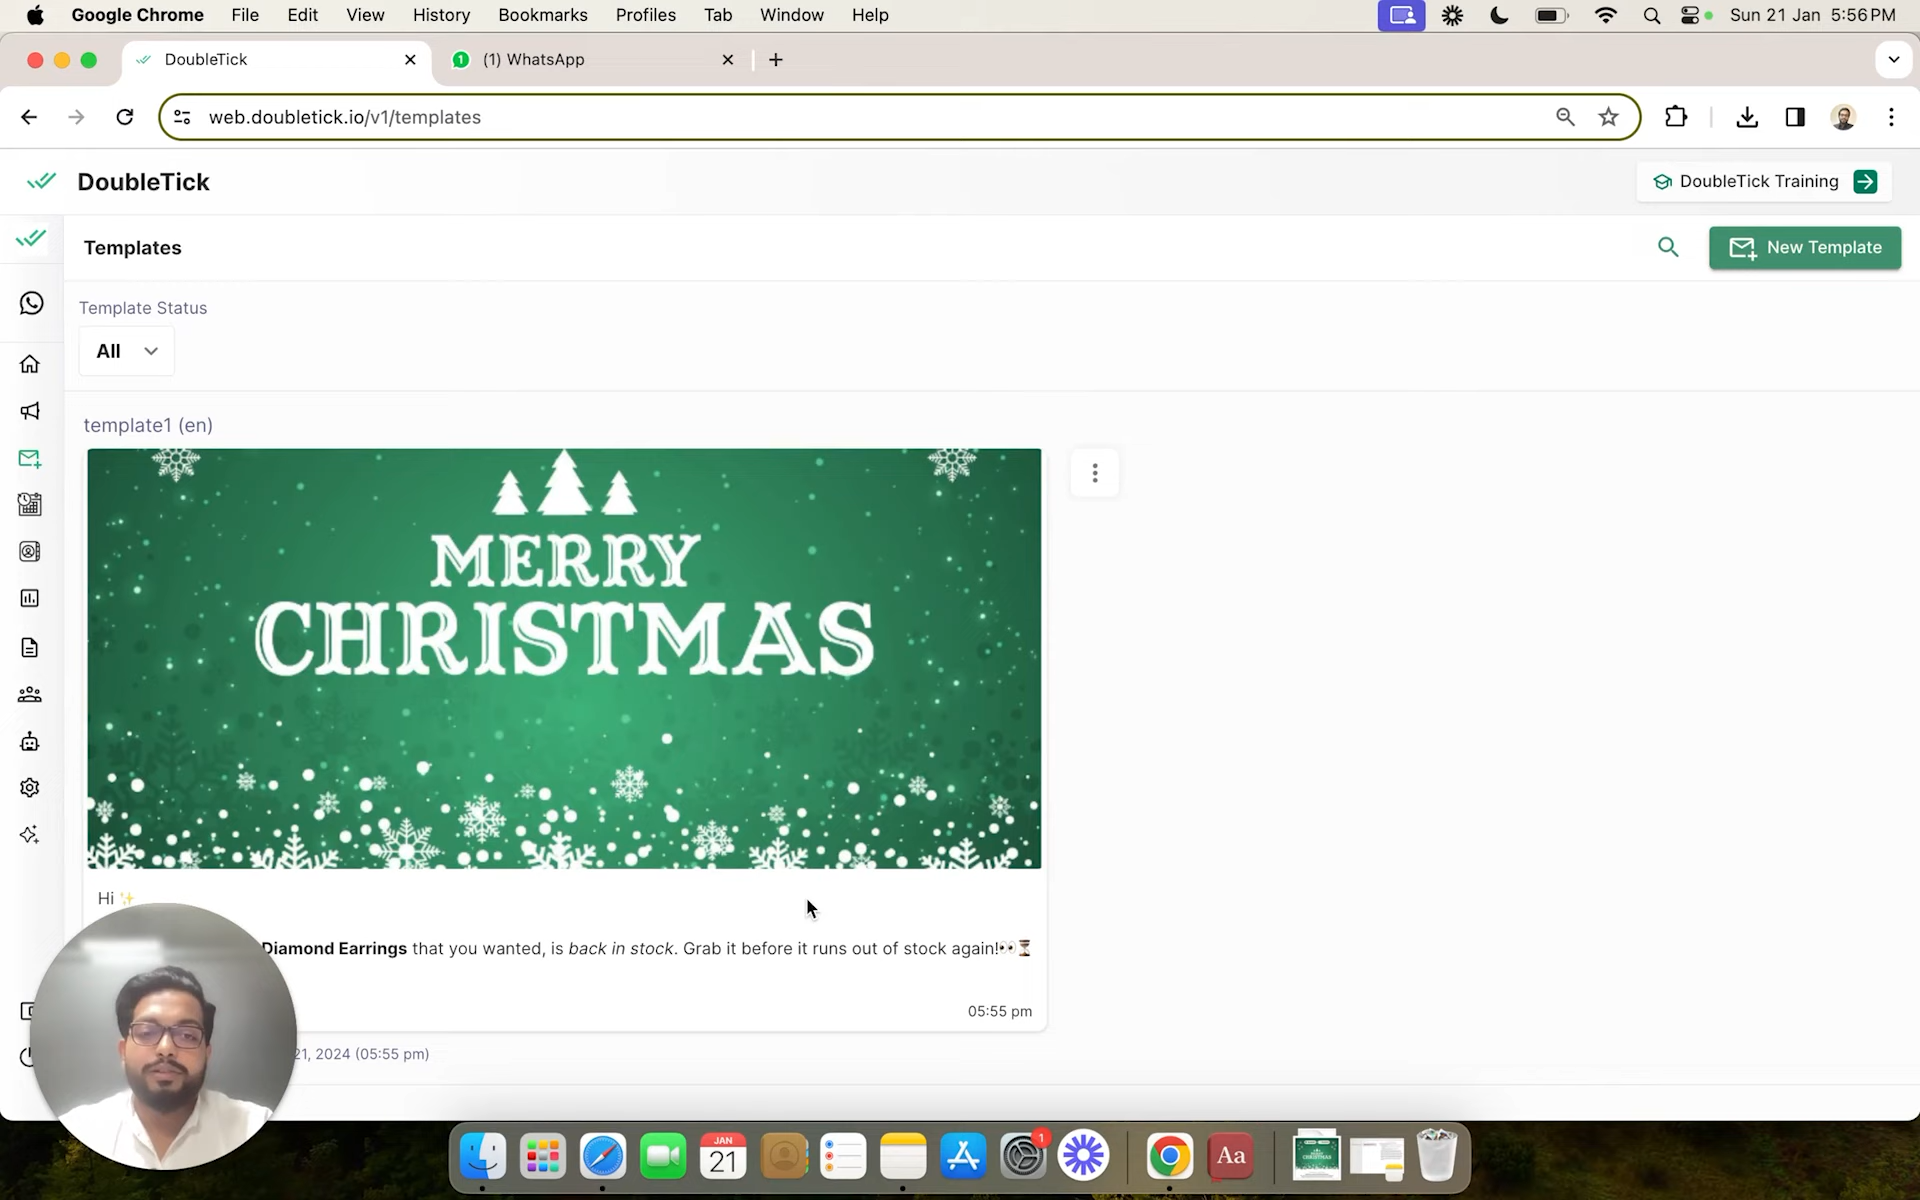 Google Chrome File Edit View History Bookmarks Profiles Tab Window Help Sun 21 Jan 5:56 PM
DoubleTick (1) WhatsApp
web.doubletick.io/v1/templates
DoubleTick DoubleTick Training
Templates New Template
Template Status
All
template1 (en)
MERRY
CHRISTMAS
Hi ✨
Diamond Earrings that you wanted, is back in stock. Grab it before it runs out of stock again!👀⏳
05:55 pm
21, 2024 (05:55 pm)
JAN
21
1
Aa